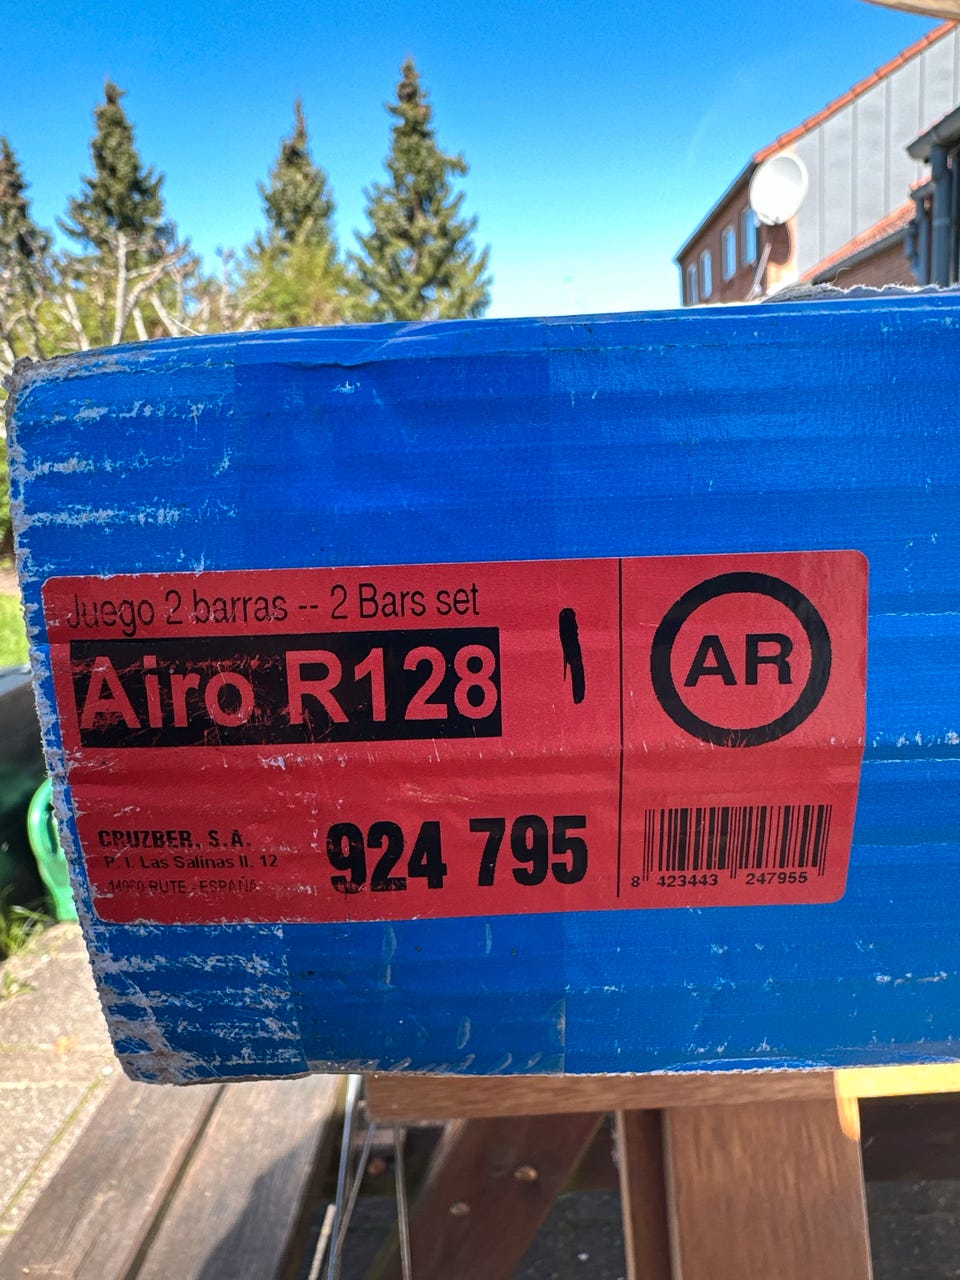 Juego 2 barras -- 2 Bars set
Airo R128
AR
CRUZBER, S.A.
P. I. Las Salinas II. 12
14960 RUTE - ESPAÑA
924 795
8 423443 247955